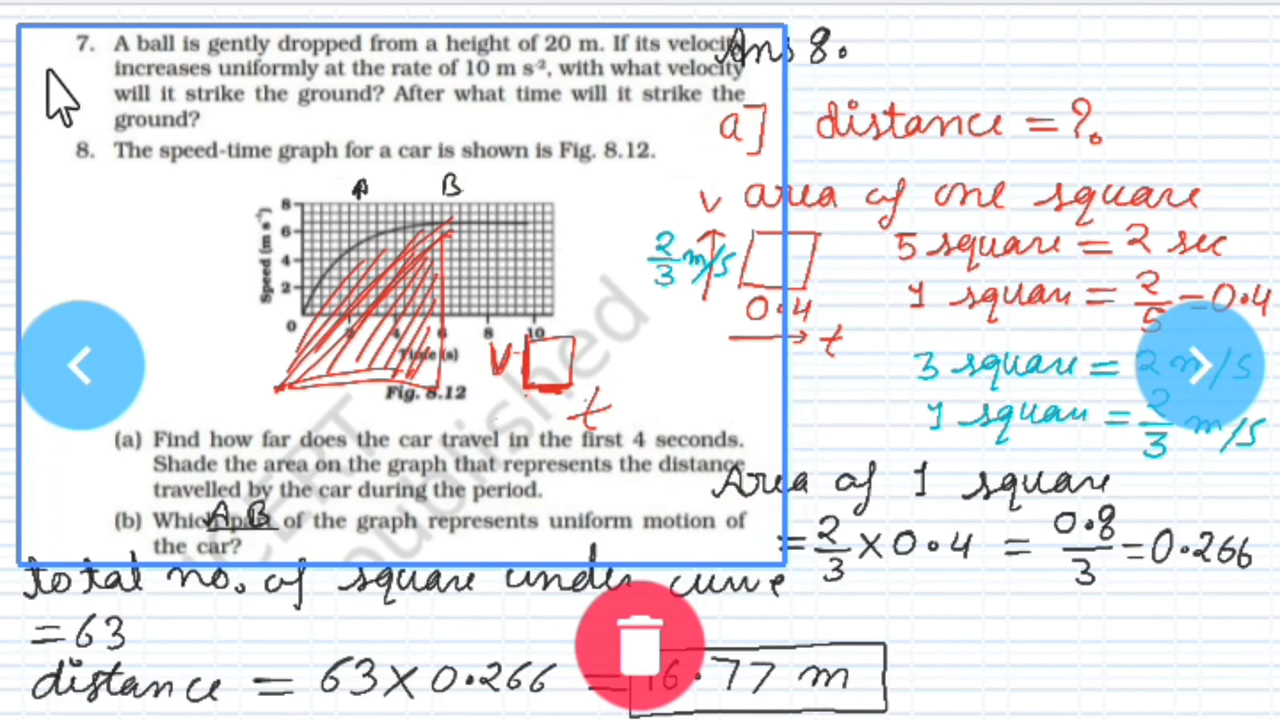 7. A ball is gently dropped from a height of 20 m. If its velocity
increases uniformly at the rate of 10 m s⁻², with what velocity
will it strike the ground? After what time will it strike the
ground?
8. The speed-time graph for a car is shown is Fig. 8.12.
A B
8
6
4
2
0
Speed (m s⁻¹)
4 6 8 10
Time (s)
V
t
Fig. 8.12
(a) Find how far does the car travel in the first 4 seconds.
Shade the area on the graph that represents the distance
travelled by the car during the period.
A B
(b) Which part of the graph represents uniform motion of
the car?
Ans 8.
a] distance = ?
v area of one square
2/3 m/s
0.4
t
5 square = 2 sec
1 squar = 2/5 = 0.4
3 square = 2 m/s
1 squar = 2/3 m/s
Area of 1 square
= 2/3 × 0.4 = 0.8/3 = 0.266
total no. of square under curve
= 63
distance = 63 × 0.266 = 16.77 m